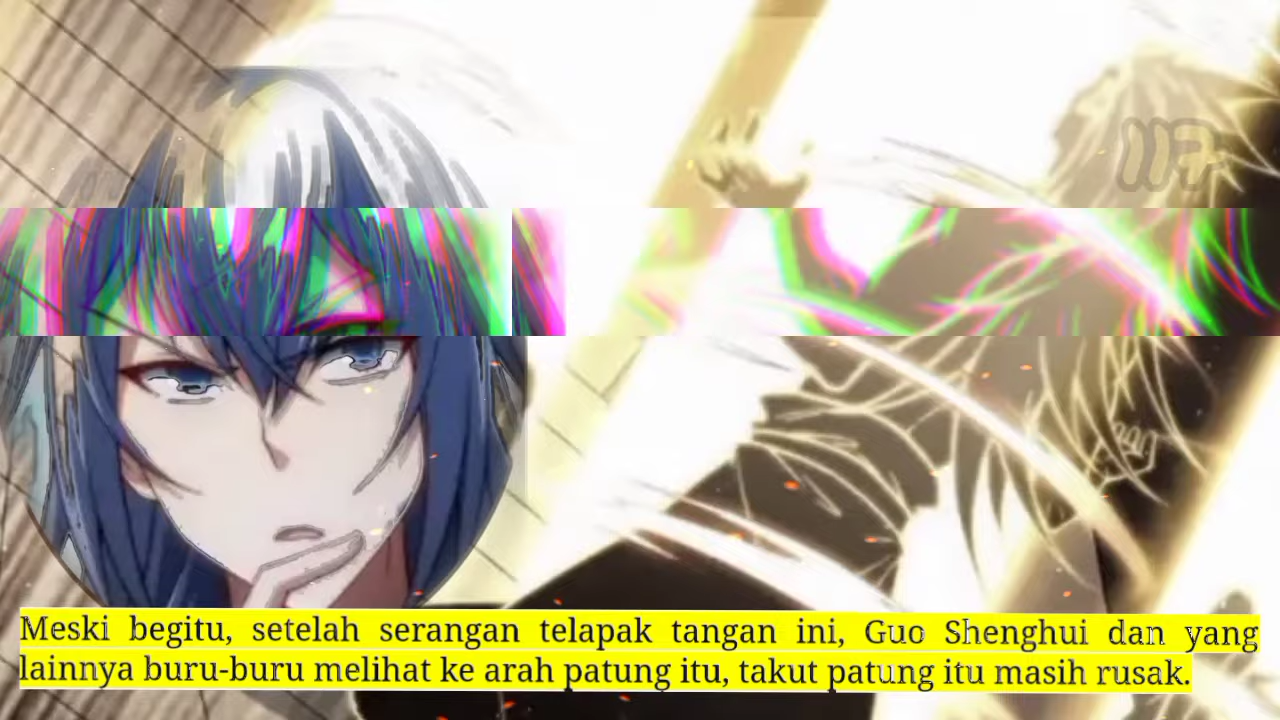 117
Meski begitu, setelah serangan telapak tangan ini, Guo Shenghui dan yang
lainnya buru-buru melihat ke arah patung itu, takut patung itu masih rusak.